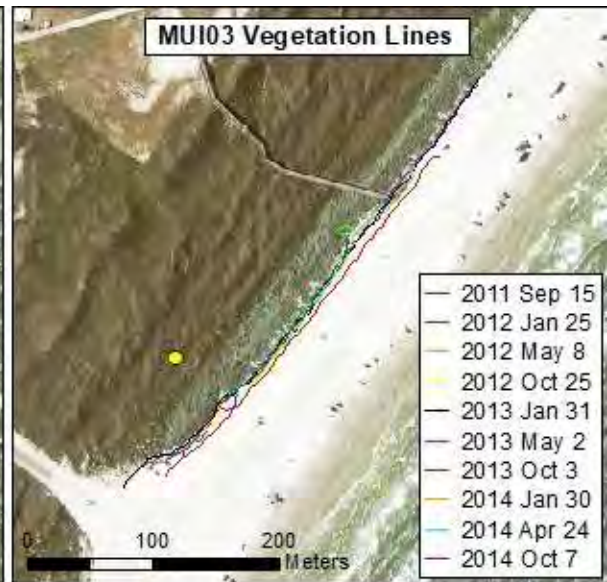 MUI03 Vegetation Lines
2011 Sep 15
2012 Jan 25
2012 May 8
2012 Oct 25
2013 Jan 31
2013 May 2
2013 Oct 3
2014 Jan 30
2014 Apr 24
2014 Oct 7
0 100 200
Meters